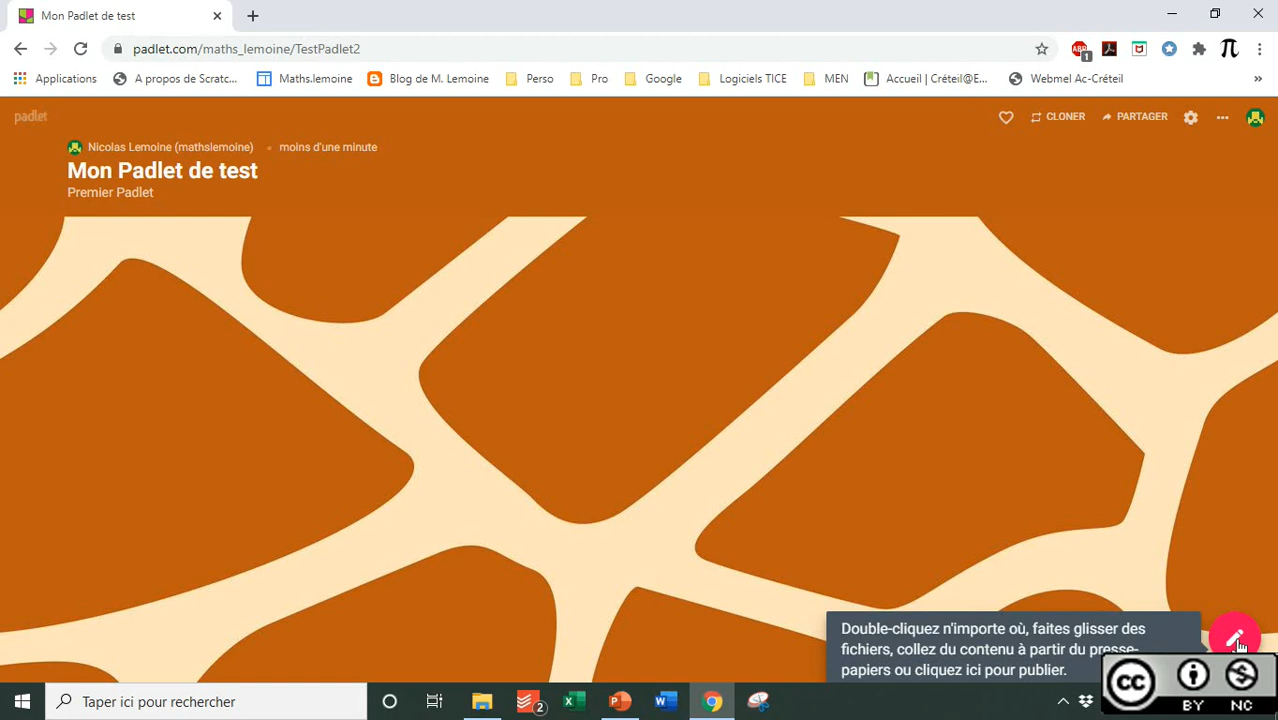 Mon Padlet de test
padlet.com/maths_lemoine/TestPadlet2
ABP
1
Applications
A propos de Scratc...
Maths.lemoine
Blog de M. Lemoine
Perso
Pro
Google
Logiciels TICE
MEN
Accueil | Créteil@E...
Webmel Ac-Créteil
»
padlet
CLONER
PARTAGER
Nicolas Lemoine (mathslemoine)
moins d'une minute
Mon Padlet de test
Premier Padlet
Double-cliquez n'importe où, faites glisser des
fichiers, collez du contenu à partir du presse-
papiers ou cliquez ici pour publier.
Taper ici pour rechercher
2
cc
BY NC